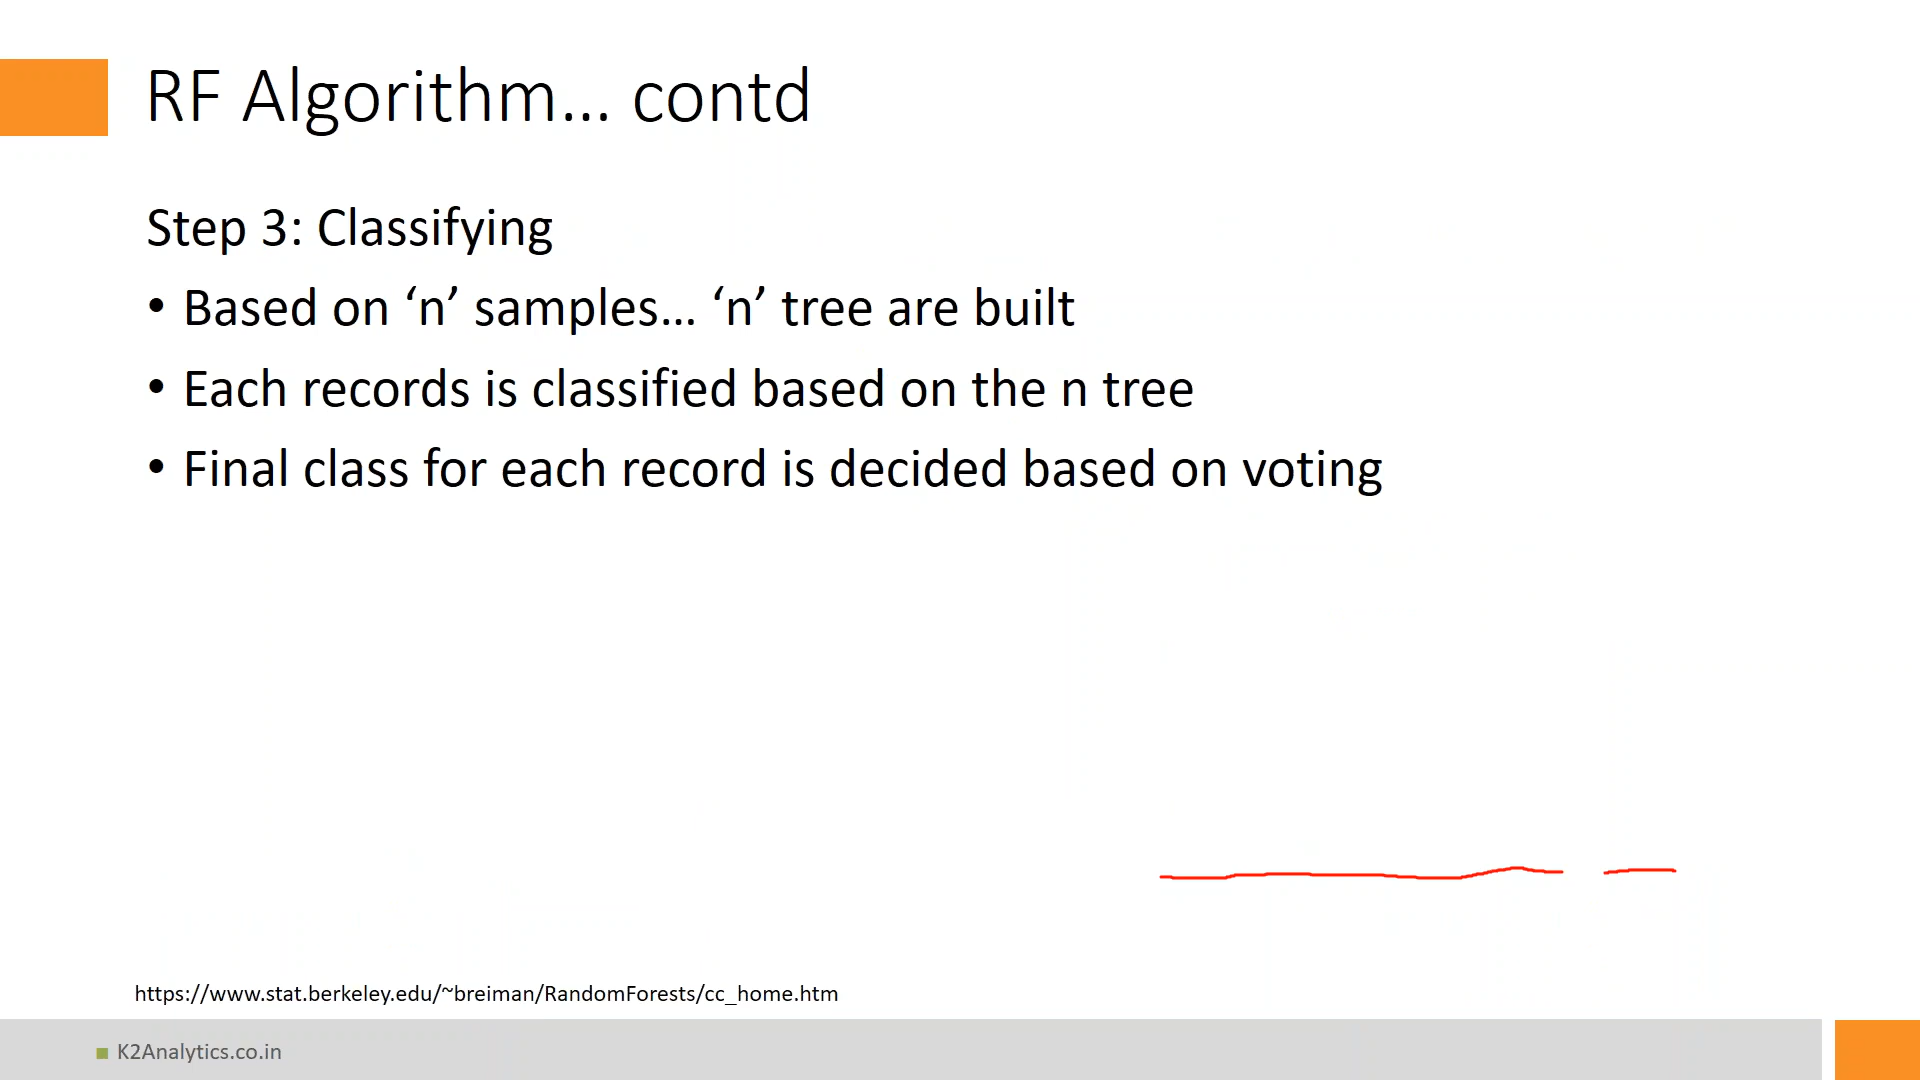 RF Algorithm... contd
Step 3: Classifying
• Based on ‘n’ samples... ‘n’ tree are built
• Each records is classified based on the n tree
• Final class for each record is decided based on voting
https://www.stat.berkeley.edu/~breiman/RandomForests/cc_home.htm
K2Analytics.co.in